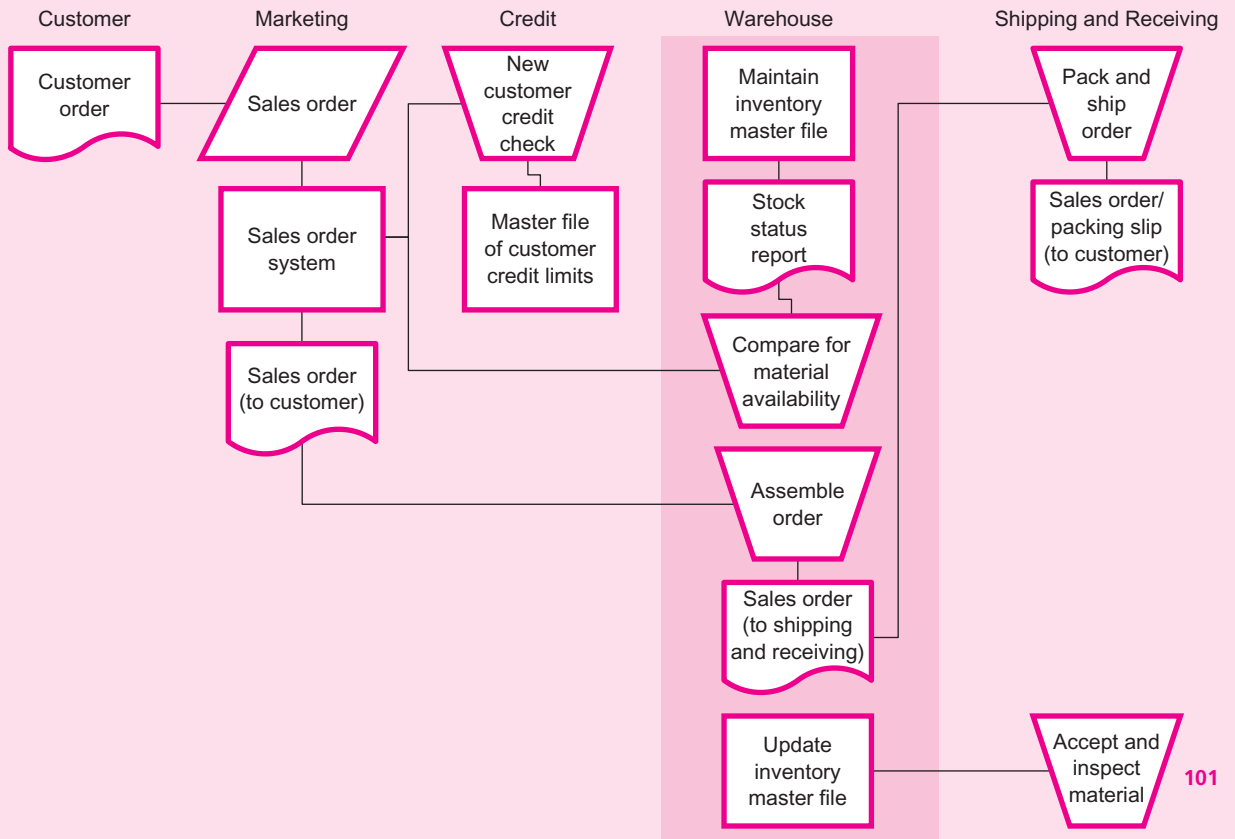 Customer
Marketing
Credit
Warehouse
Shipping and Receiving
Customer
order
Sales order
New
customer
credit
check
Maintain
inventory
master file
Pack and
ship
order
Sales order
system
Master file
of customer
credit limits
Stock
status
report
Sales order/
packing slip
(to customer)
Sales order
(to customer)
Compare for
material
availability
Assemble
order
Sales order
(to shipping
and receiving)
Update
inventory
master file
Accept and
inspect
material
101